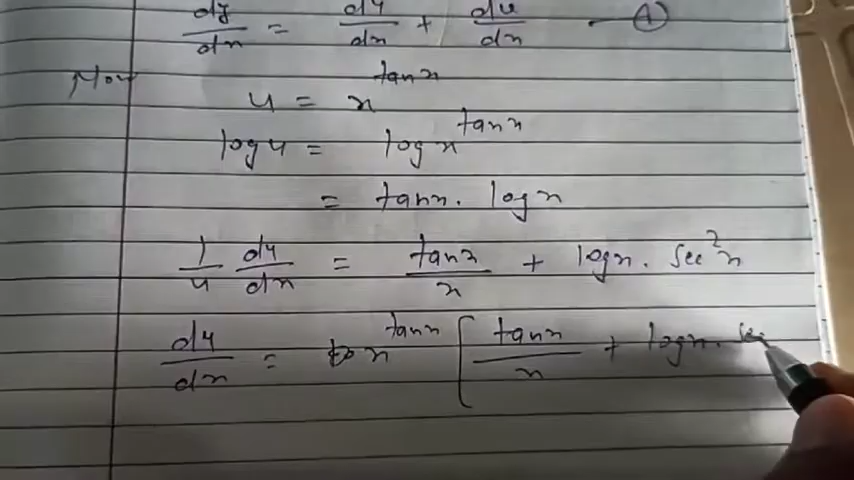 dy/dx = du/dx + dv/dx — (A)
Now
u = x^tanx
log u = log x^tanx
= tanx . log x
1/u du/dx = tanx/x + logx . sec²x
du/dx = x^tanx [ tanx/x + logx . sec